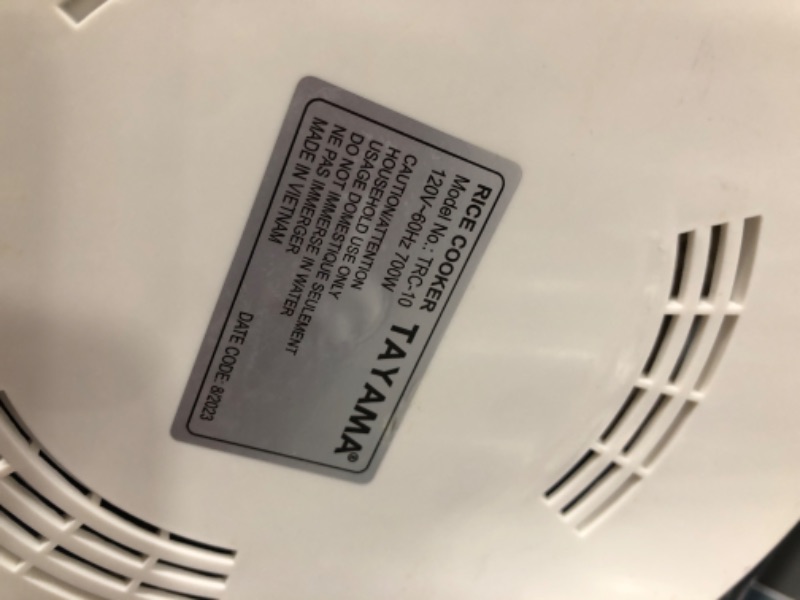 RICE COOKER
Model No.: TRC-10
120V~60Hz 700W
TAYAMA®
CAUTION/ATTENTION
HOUSEHOLD USE ONLY
USAGE DOMESTIQUE SEULEMENT
DO NOT IMMERSE IN WATER
NE PAS IMMERGER
MADE IN VIETNAM
DATE CODE: 8/2023